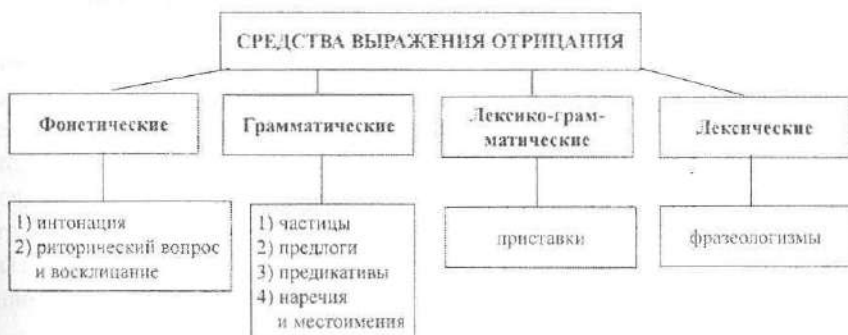 СРЕДСТВА ВЫРАЖЕНИЯ ОТРИЦАНИЯ
Фонетические
Грамматические
Лексико-грам-
матические
Лексические
1) интонация
2) риторический вопрос
и восклицание
1) частицы
2) предлоги
3) предикативы
4) наречия
и местоимения
приставки
фразеологизмы